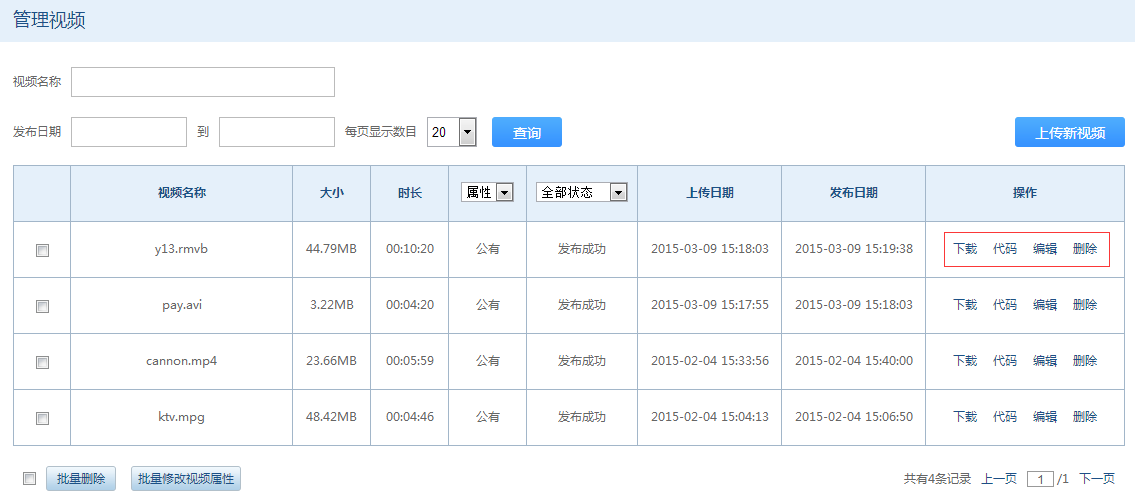 管理视频
视频名称
发布日期 到 每页显示数目 20 查询 上传新视频
视频名称 大小 时长 属性 全部状态 上传日期 发布日期 操作
y13.rmvb 44.79MB 00:10:20 公有 发布成功 2015-03-09 15:18:03 2015-03-09 15:19:38 下载 代码 编辑 删除
pay.avi 3.22MB 00:04:20 公有 发布成功 2015-03-09 15:17:55 2015-03-09 15:18:03 下载 代码 编辑 删除
cannon.mp4 23.66MB 00:05:59 公有 发布成功 2015-02-04 15:33:56 2015-02-04 15:40:00 下载 代码 编辑 删除
ktv.mpg 48.42MB 00:04:46 公有 发布成功 2015-02-04 15:04:13 2015-02-04 15:06:50 下载 代码 编辑 删除
批量删除 批量修改视频属性 共有4条记录 上一页 1 /1 下一页